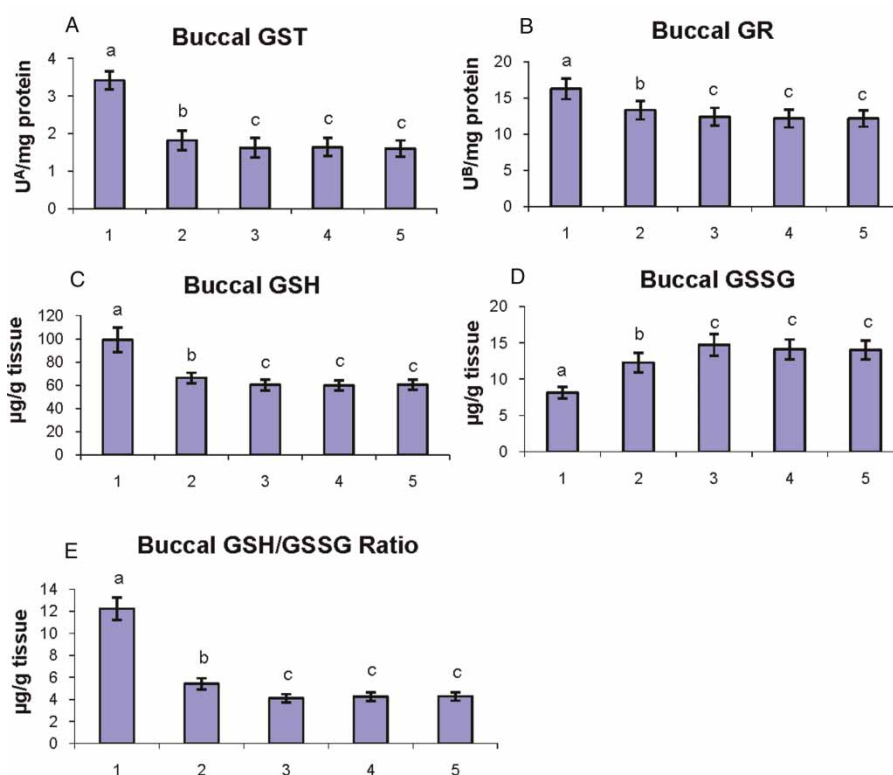 A
Buccal GST
a
b
c
c
c
U^A/mg protein
4
3
2
1
0
1 2 3 4 5
B
Buccal GR
a
b
c
c
c
U^B/mg protein
20
15
10
5
0
1 2 3 4 5
C
Buccal GSH
a
b
c
c
c
µg/g tissue
120
100
80
60
40
20
0
1 2 3 4 5
D
Buccal GSSG
a
b
c
c
c
µg/g tissue
20
15
10
5
0
1 2 3 4 5
E
Buccal GSH/GSSG Ratio
a
b
c
c
c
µg/g tissue
14
12
10
8
6
4
2
0
1 2 3 4 5